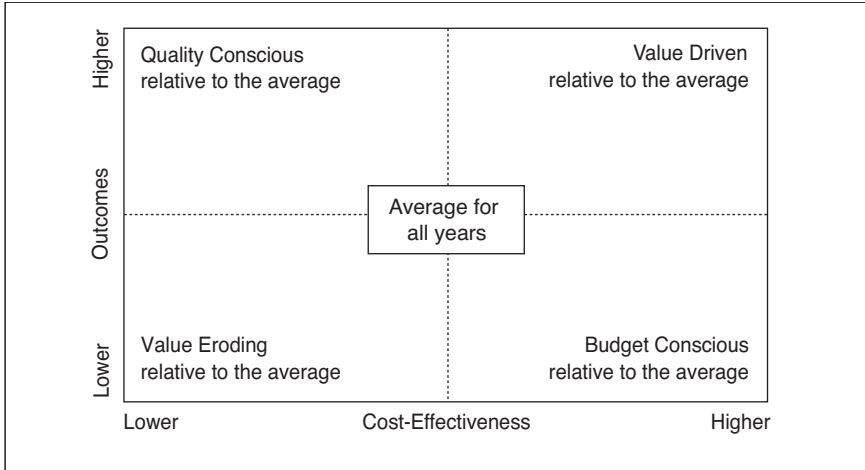 Higher
Outcomes
Lower
Quality Conscious
relative to the average
Value Driven
relative to the average
Average for
all years
Value Eroding
relative to the average
Budget Conscious
relative to the average
Lower
Cost-Effectiveness
Higher